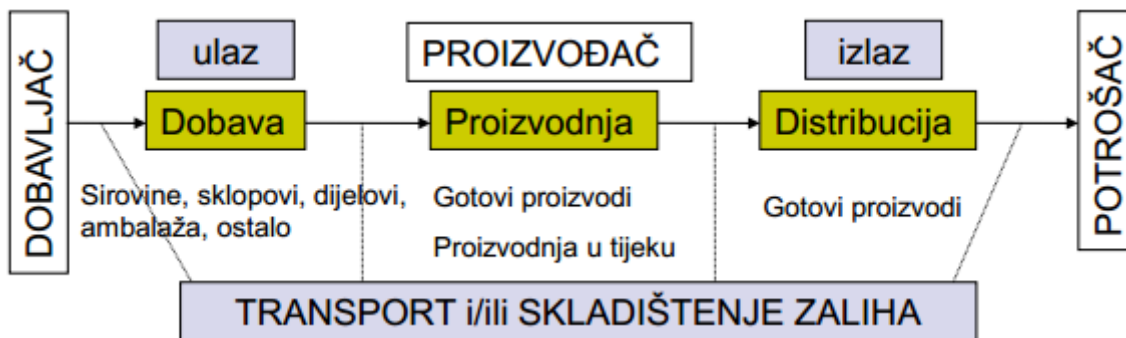 DOBAVLJAČ
ulaz
PROIZVOĐAČ
izlaz
Dobava
Proizvodnja
Distribucija
Sirovine, sklopovi, dijelovi,
ambalaža, ostalo
Gotovi proizvodi
Proizvodnja u tijeku
Gotovi proizvodi
POTROŠAČ
TRANSPORT i/ili SKLADIŠTENJE ZALIHA